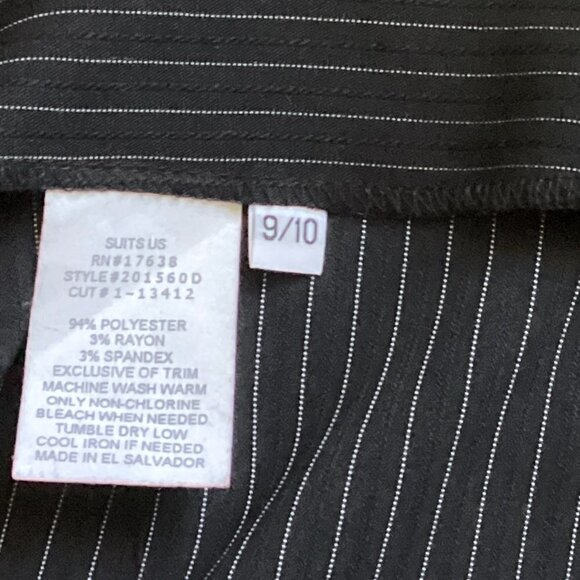 SUITS US
RN#17638
STYLE#201560D
CUT# 1-13412
94% POLYESTER
3% RAYON
3% SPANDEX
EXCLUSIVE OF TRIM
MACHINE WASH WARM
ONLY NON-CHLORINE
BLEACH WHEN NEEDED
TUMBLE DRY LOW
COOL IRON IF NEEDED
MADE IN EL SALVADOR
9/10